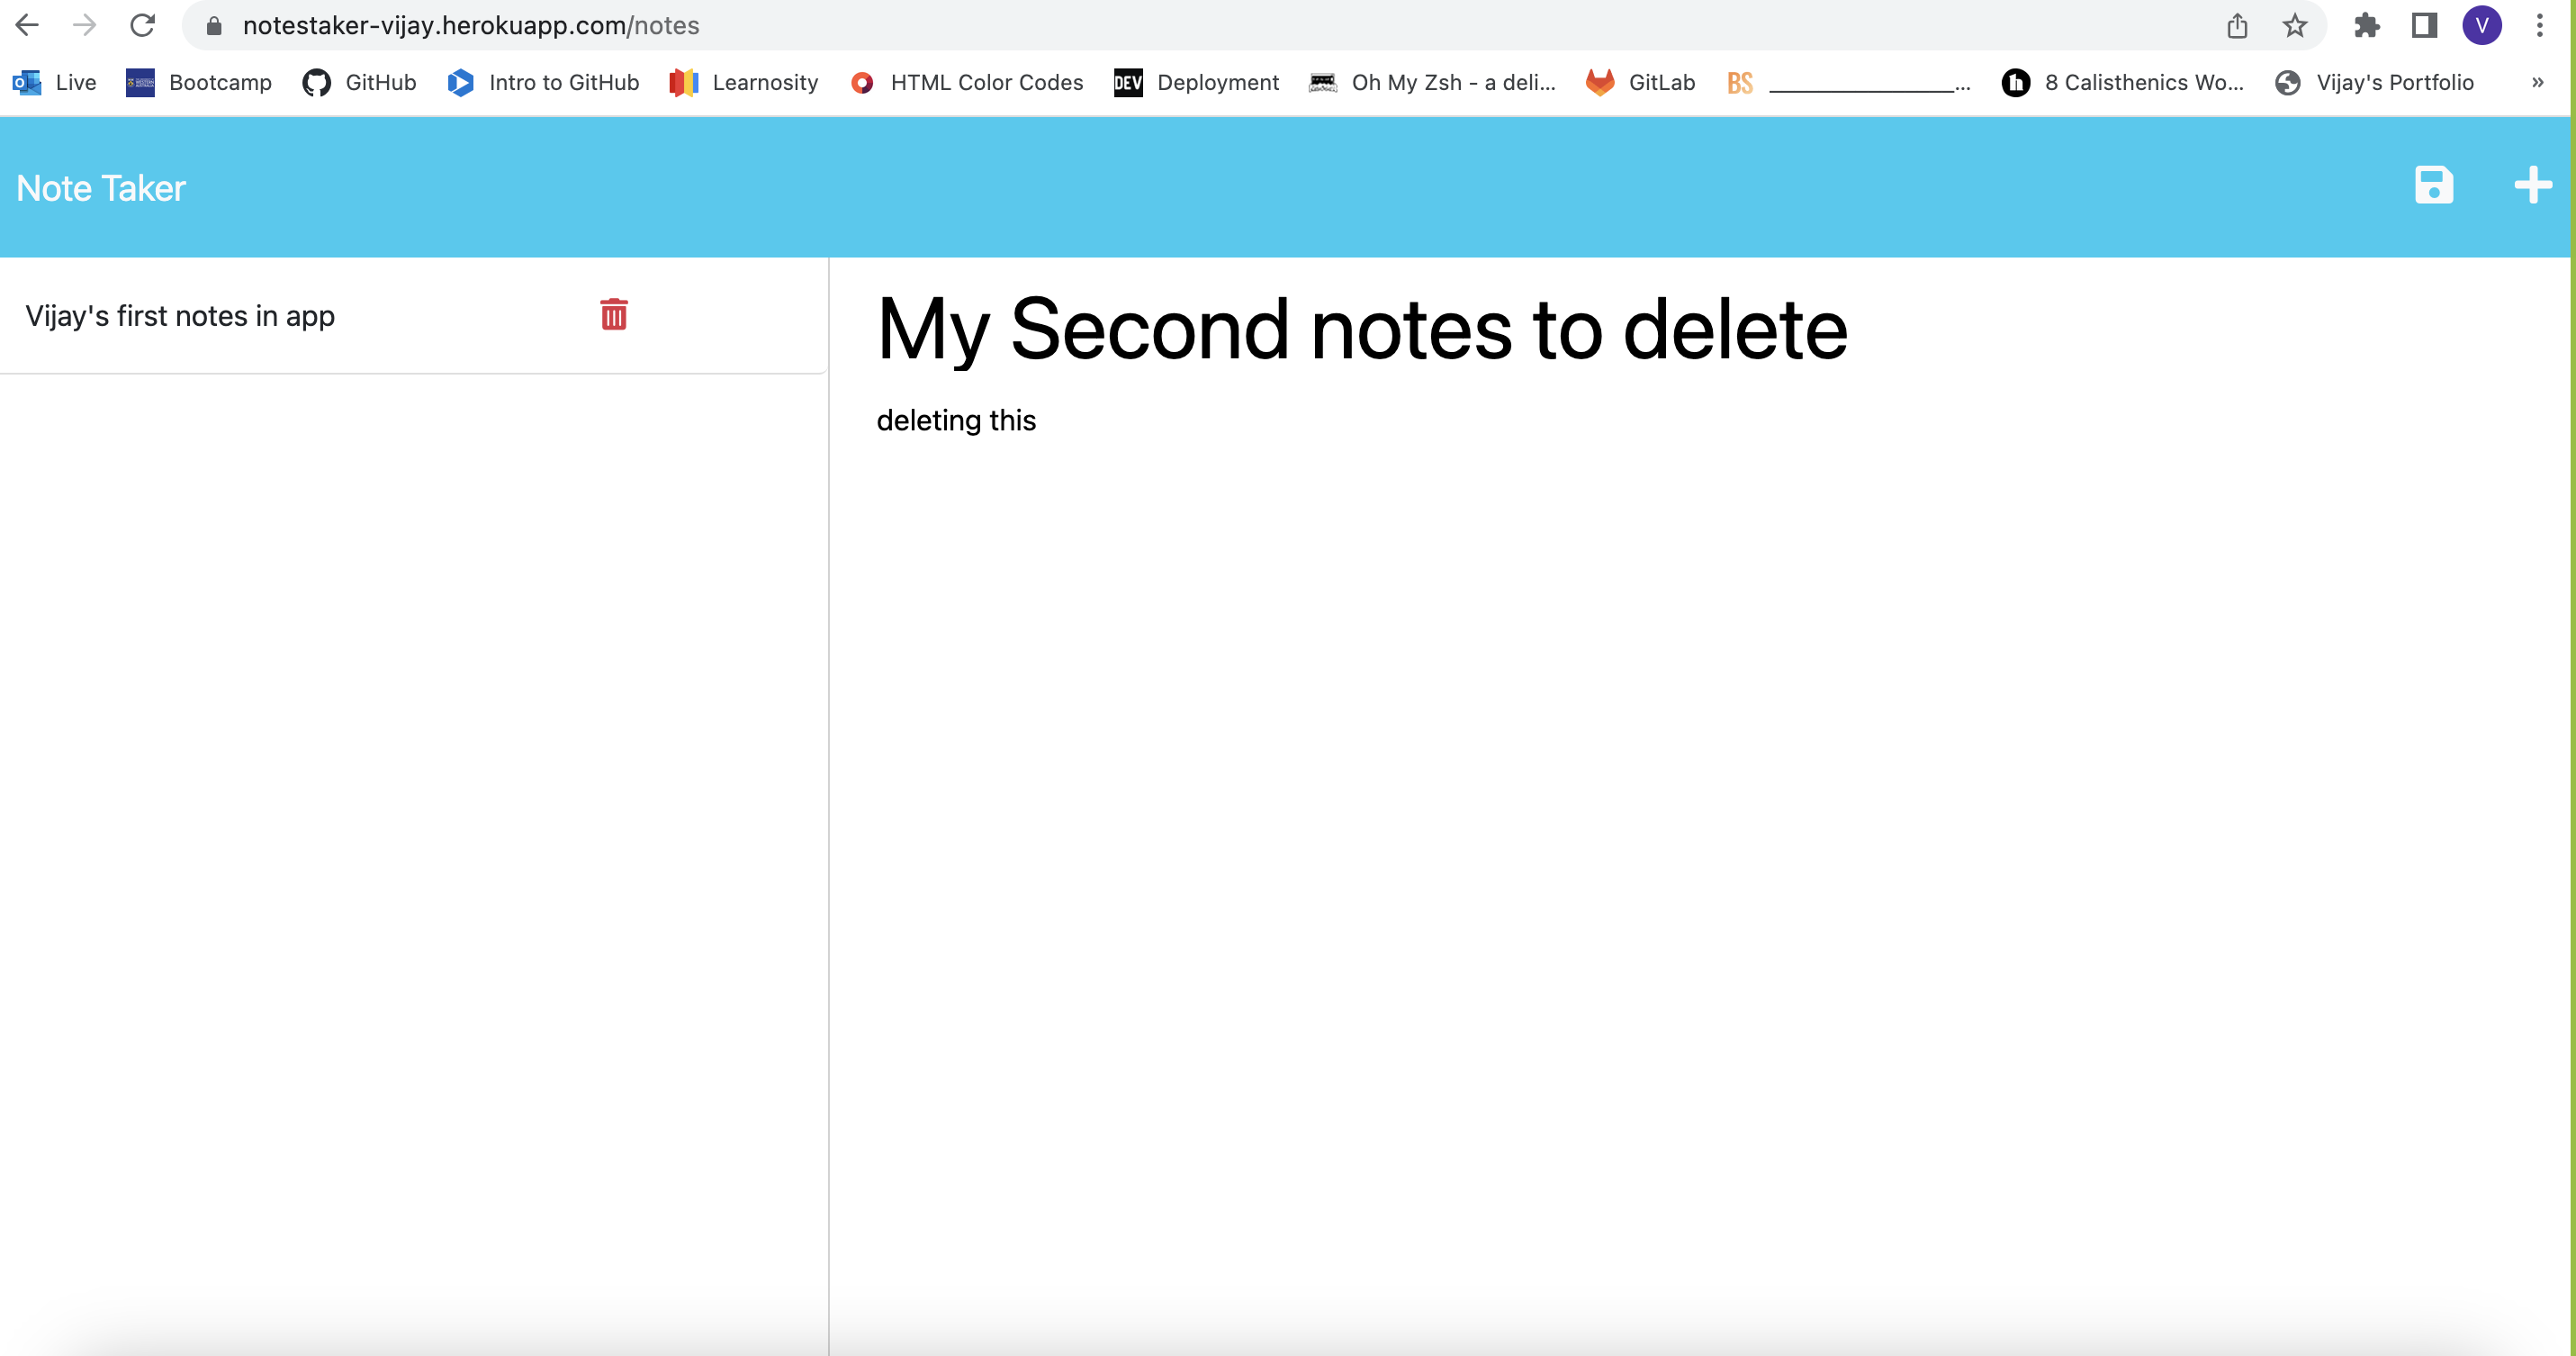 notestaker-vijay.herokuapp.com/notes
V
Live
Bootcamp
GitHub
Intro to GitHub
Learnosity
HTML Color Codes
DEV
Deployment
Oh My Zsh - a deli...
GitLab
BS
________________...
h
8 Calisthenics Wo...
Vijay's Portfolio
»
Note Taker
Vijay's first notes in app
My Second notes to delete
deleting this